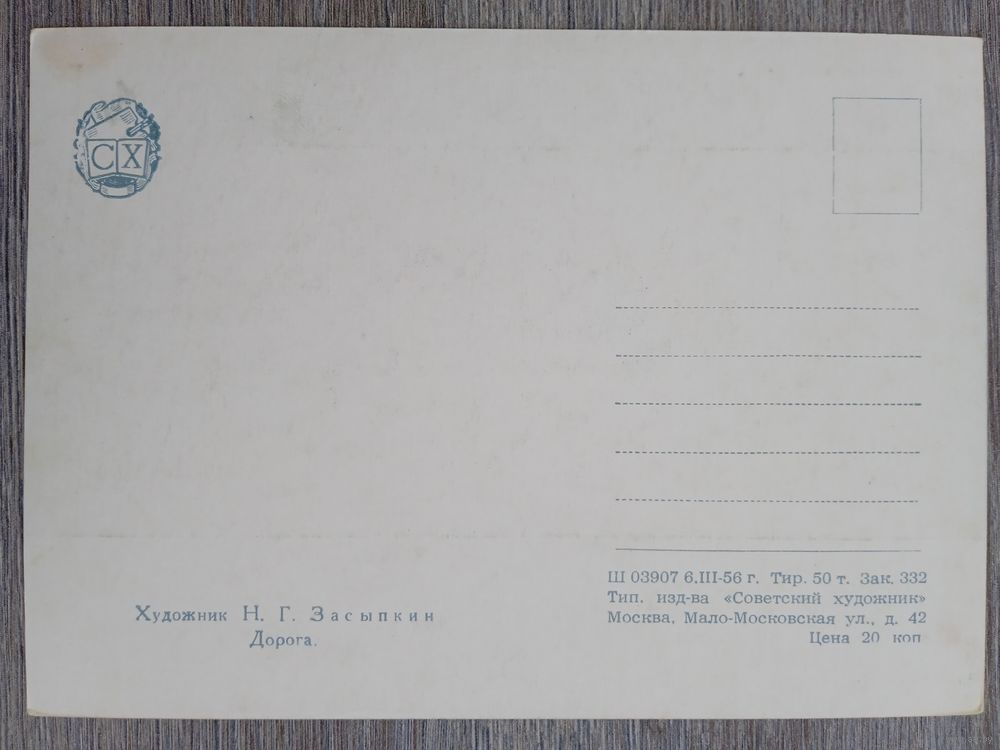 СХ
Художник Н. Г. Засыпкин
Дорога.
Ш 03907 6.III-56 г. Тир. 50 т. Зак. 332
Тип. изд-ва «Советский художник»
Москва, Мало-Московская ул., д. 42
Цена 20 коп